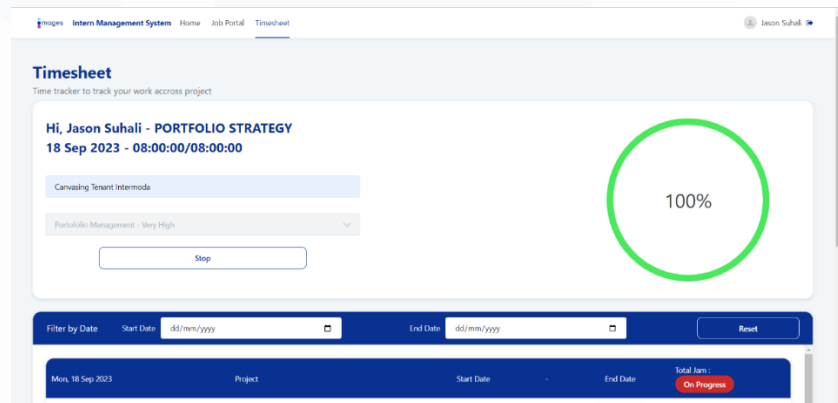 images Intern Management System Home Job Portal Timesheet Jason Suhali
Timesheet
Time tracker to track your work accross project
Hi, Jason Suhali - PORTFOLIO STRATEGY
18 Sep 2023 - 08:00:00/08:00:00
Canvasing Tenant Intermoda
Portofolio Management - Very High
Stop
100%
Filter by Date Start Date dd/mm/yyyy End Date dd/mm/yyyy Reset
Mon, 18 Sep 2023 Project Start Date - End Date Total Jam :
On Progress